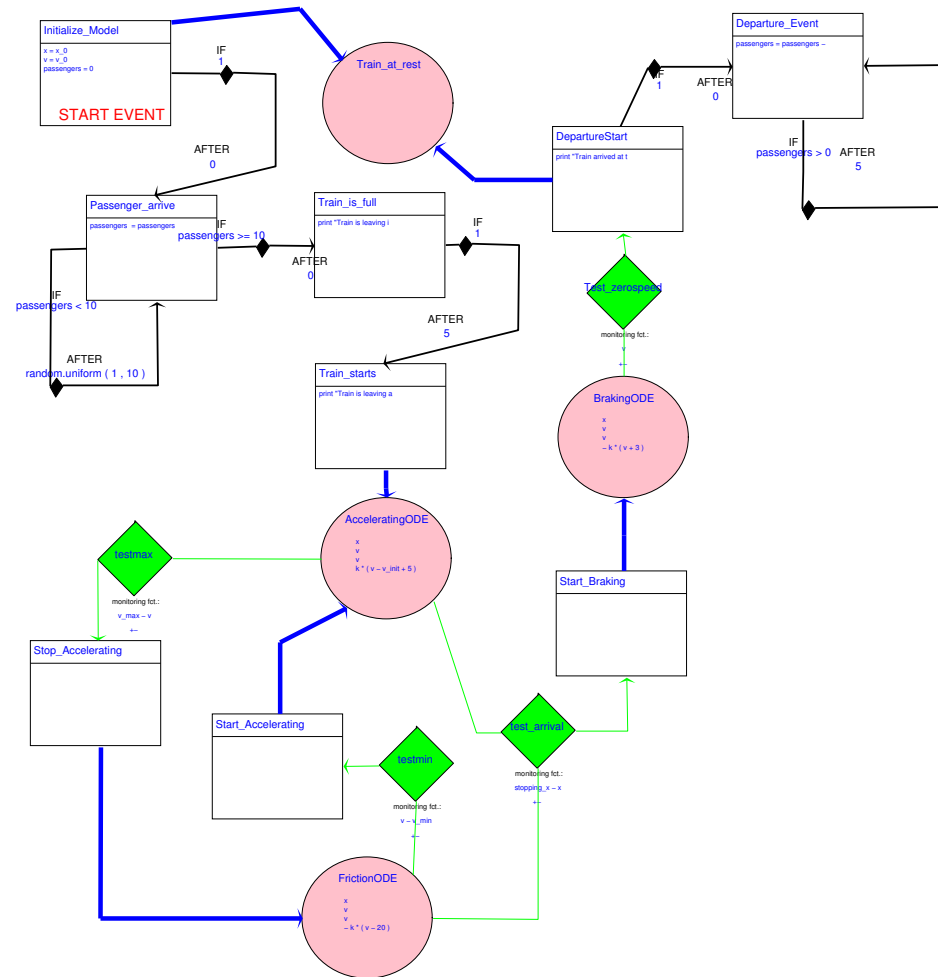 Initialize_Model
x = x_0
v = v_0
passengers = 0
START EVENT
IF
1
AFTER
0
Train_at_rest
Departure_Event
passengers = passengers –
IF
1
AFTER
0
DepartureStart
print "Train arrived at t
IF
passengers > 0
AFTER
5
Passenger_arrive
passengers = passengers
IF
passengers >= 10
AFTER
0
Train_is_full
print "Train is leaving i
IF
1
AFTER
5
IF
passengers < 10
AFTER
random.uniform ( 1 , 10 )
Test_zerospeed
monitoring fct.:
v
+–
Train_starts
print "Train is leaving a
BrakingODE
x
v
v
– k * ( v + 3 )
AcceleratingODE
x
v
v
k * ( v – v_init + 5 )
testmax
monitoring fct.:
v_max – v
+–
Start_Braking
Stop_Accelerating
Start_Accelerating
testmin
monitoring fct.:
v – v_min
+–
test_arrival
monitoring fct.:
stopping_x – x
+–
FrictionODE
x
v
v
– k * ( v – 20 )